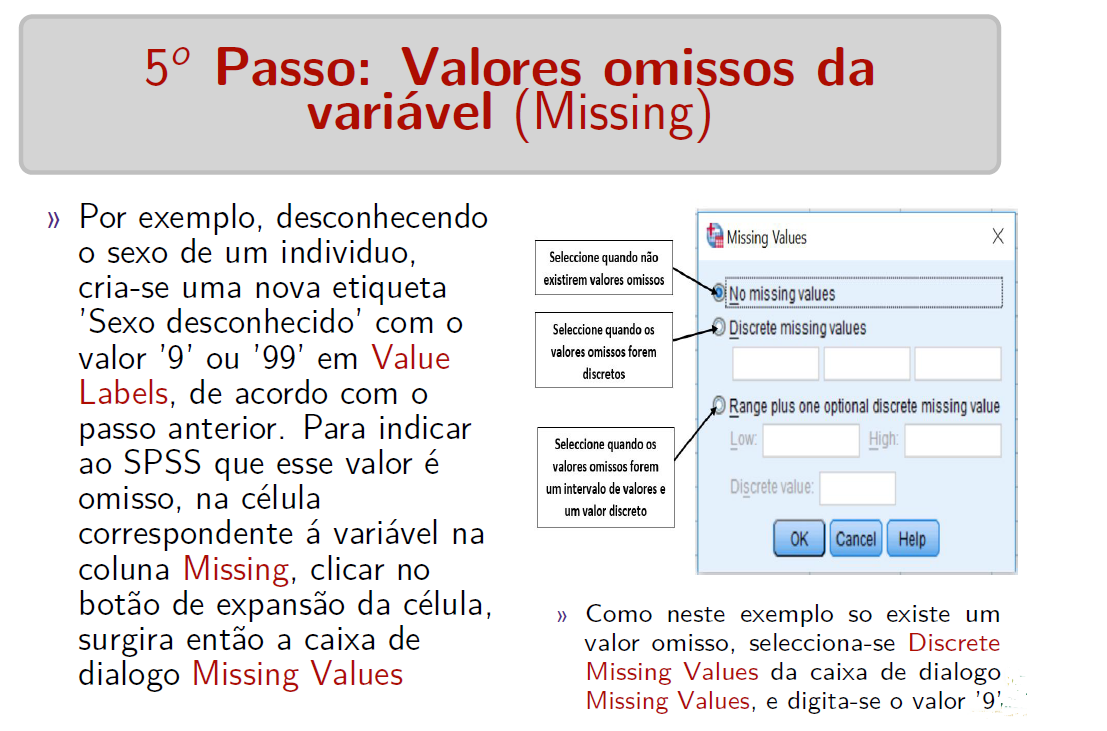 5º Passo: Valores omissos da
variável (Missing)
» Por exemplo, desconhecendo
o sexo de um individuo,
cria-se uma nova etiqueta
'Sexo desconhecido' com o
valor '9' ou '99' em Value
Labels, de acordo com o
passo anterior. Para indicar
ao SPSS que esse valor é
omisso, na célula
correspondente á variável na
coluna Missing, clicar no
botão de expansão da célula,
surgira então a caixa de
dialogo Missing Values
Seleccione quando não
existirem valores omissos
Seleccione quando os
valores omissos forem
discretos
Seleccione quando os
valores omissos forem
um intervalo de valores e
um valor discreto
Missing Values
No missing values
Discrete missing values
Range plus one optional discrete missing value
Low: High:
Discrete value:
OK Cancel Help
» Como neste exemplo so existe um
valor omisso, selecciona-se Discrete
Missing Values da caixa de dialogo
Missing Values, e digita-se o valor '9'